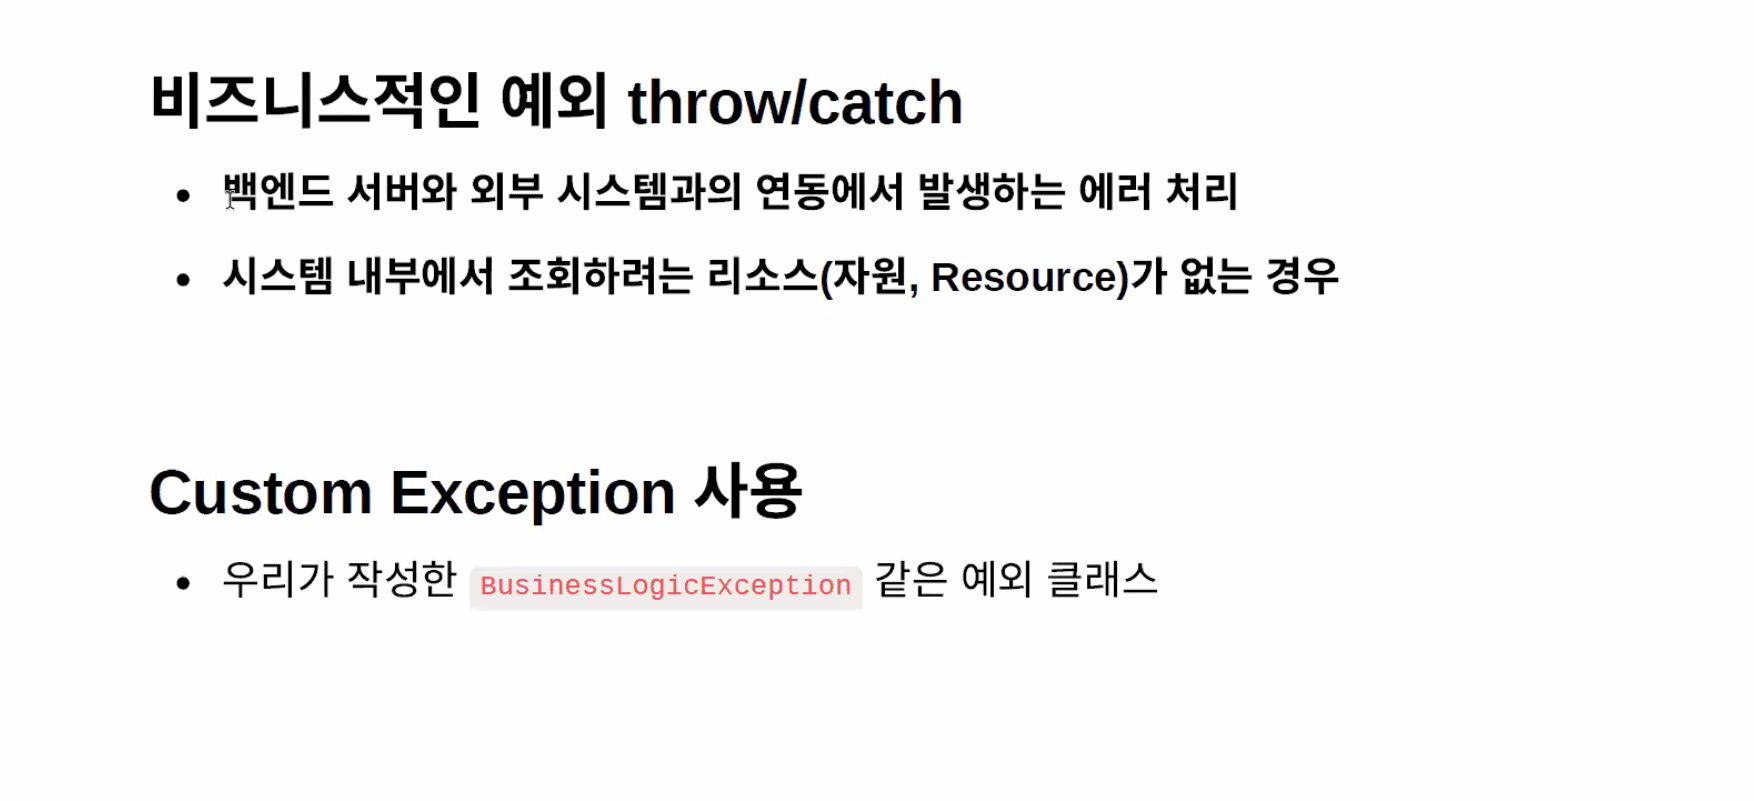 비즈니스적인 예외 throw/catch
• 백엔드 서버와 외부 시스템과의 연동에서 발생하는 에러 처리
• 시스템 내부에서 조회하려는 리소스(자원, Resource)가 없는 경우
Custom Exception 사용
• 우리가 작성한 BusinessLogicException 같은 예외 클래스